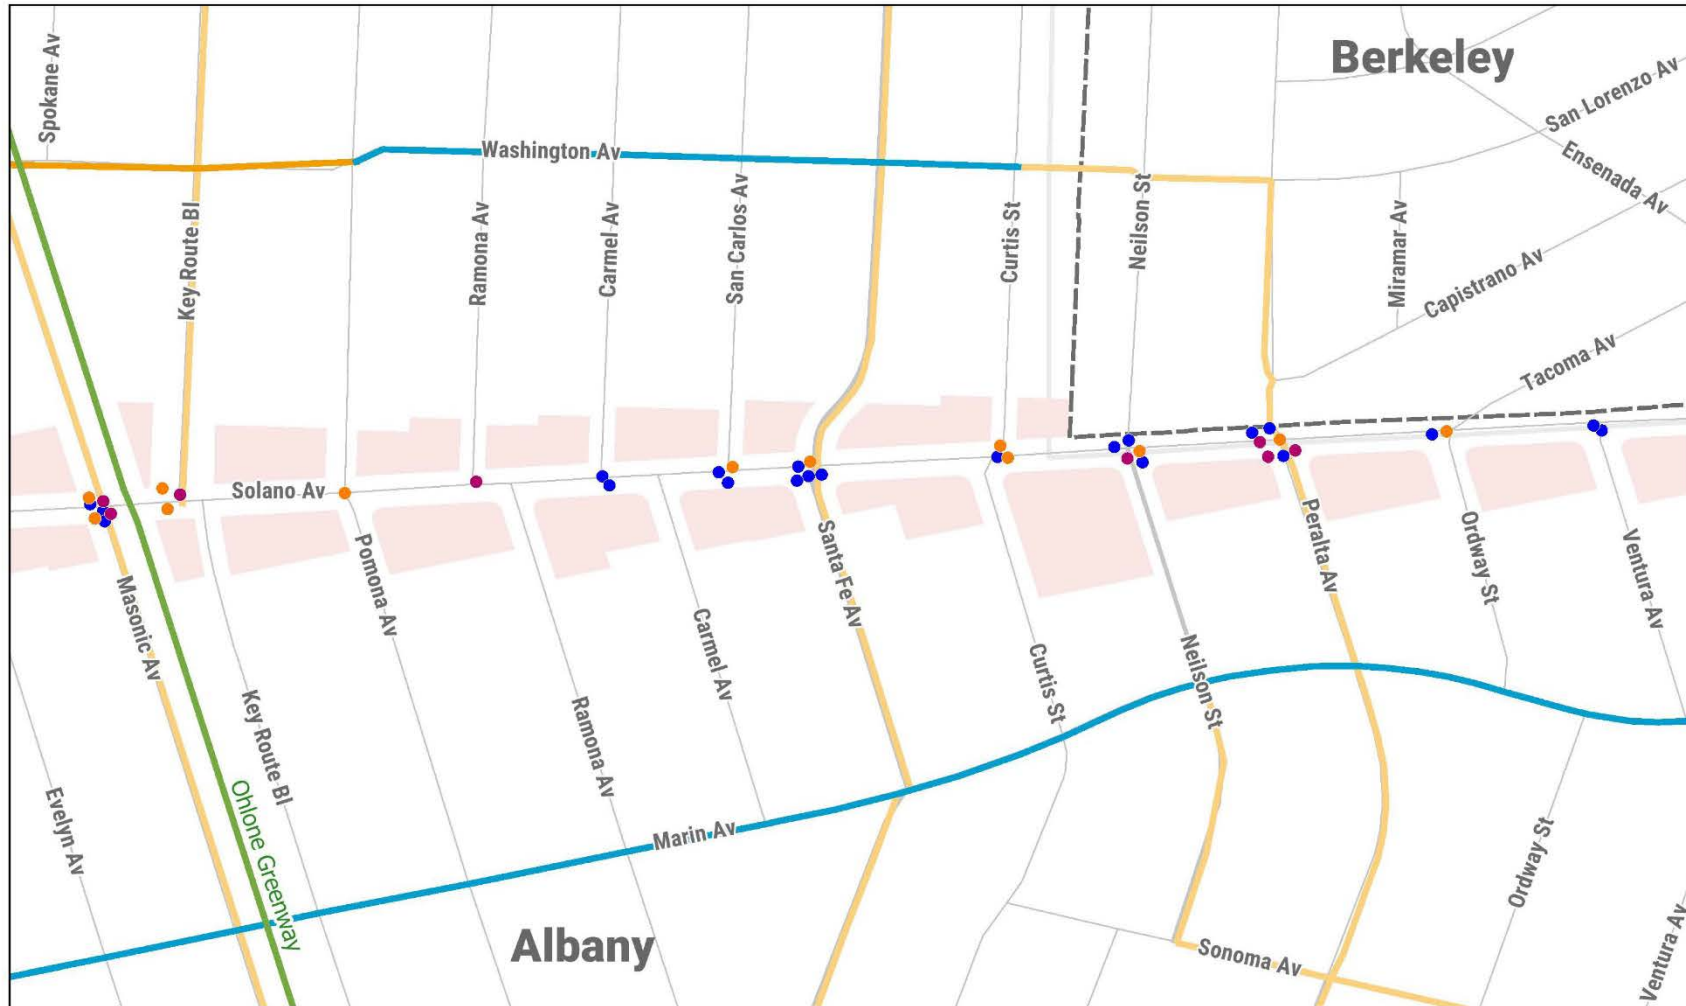 Spokane Av
Berkeley
San Lorenzo Av
Ensenada Av
Washington Av
Key Route Bl
Ramona Av
Carmel Av
San Carlos Av
Curtis St
Neilson St
Miramar Av
Capistrano Av
Tacoma Av
Solano Av
Masonic Av
Pomona Av
Santa Fe Av
Peralta Av
Ordway St
Ventura Av
Key Route Bl
Ramona Av
Carmel Av
Curtis St
Neilson St
Evelyn Av
Ohlone Greenway
Marin Av
Ordway St
Albany
Sonoma Av
Ventura Av